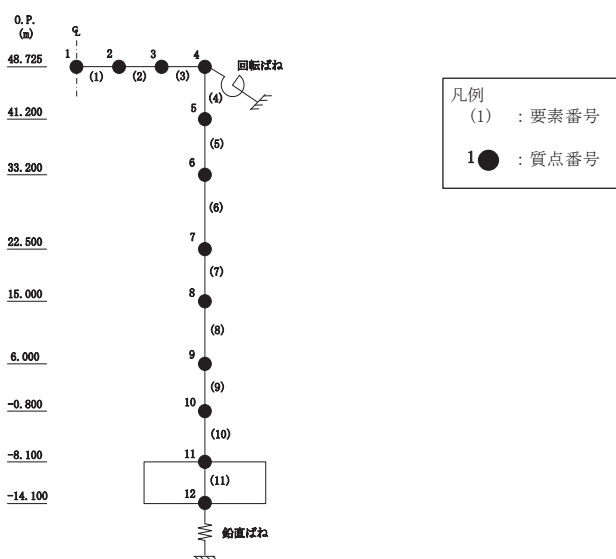 O.P.
(m)
℄
48.725
1 2 3 4
(1) (2) (3)
回転ばね
(4)
41.200
5
(5)
33.200
6
(6)
22.500
7
(7)
15.000
8
(8)
6.000
9
(9)
-0.800
10
(10)
-8.100
11
(11)
-14.100
12
鉛直ばね
凡例
(1) : 要素番号
1 : 質点番号